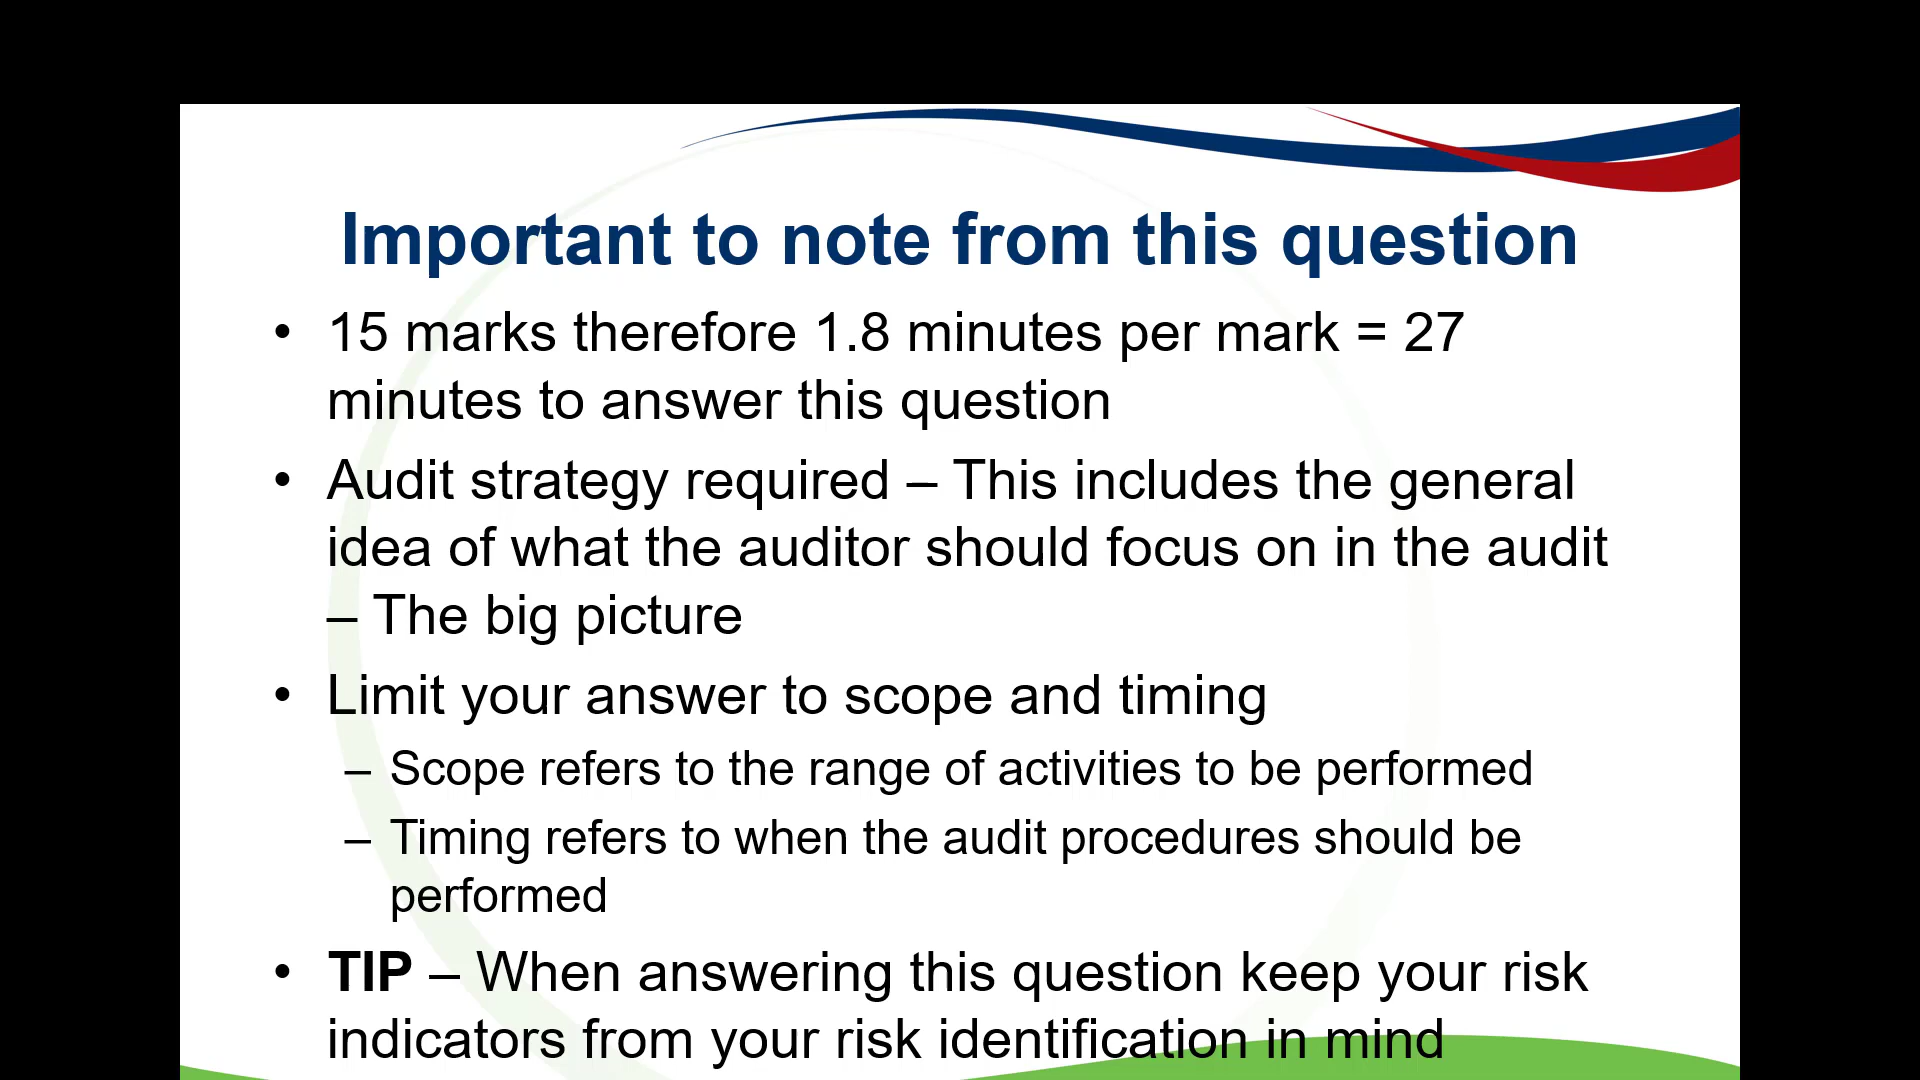 Important to note from this question
• 15 marks therefore 1.8 minutes per mark = 27
minutes to answer this question
• Audit strategy required – This includes the general
idea of what the auditor should focus on in the audit
– The big picture
• Limit your answer to scope and timing
– Scope refers to the range of activities to be performed
– Timing refers to when the audit procedures should be
performed
• TIP – When answering this question keep your risk
indicators from your risk identification in mind